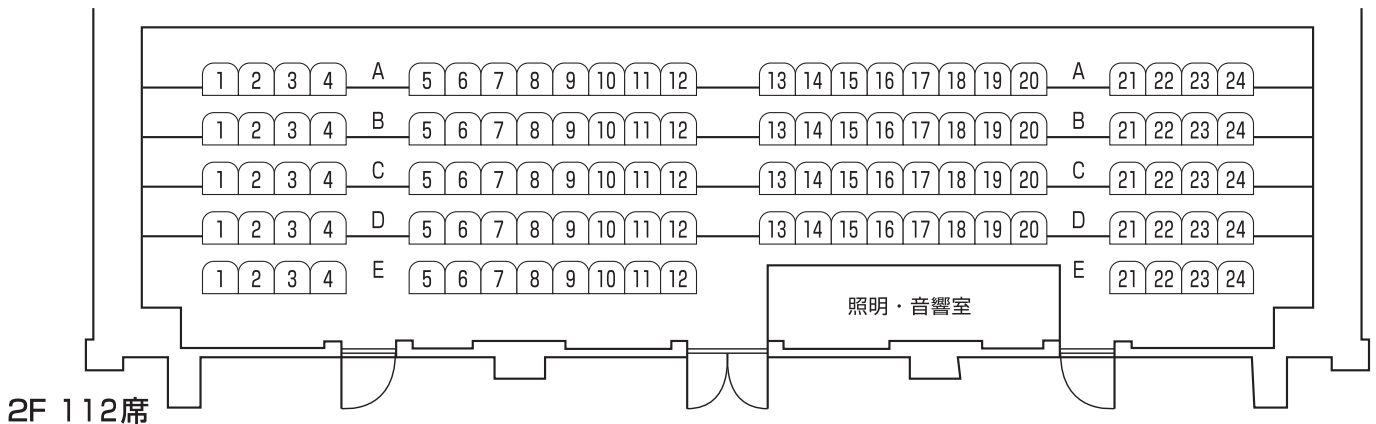 1 2 3 4 A 5 6 7 8 9 10 11 12 13 14 15 16 17 18 19 20 A 21 22 23 24
1 2 3 4 B 5 6 7 8 9 10 11 12 13 14 15 16 17 18 19 20 B 21 22 23 24
1 2 3 4 C 5 6 7 8 9 10 11 12 13 14 15 16 17 18 19 20 C 21 22 23 24
1 2 3 4 D 5 6 7 8 9 10 11 12 13 14 15 16 17 18 19 20 D 21 22 23 24
1 2 3 4 E 5 6 7 8 9 10 11 12 E 21 22 23 24
照明・音響室
2F 112席